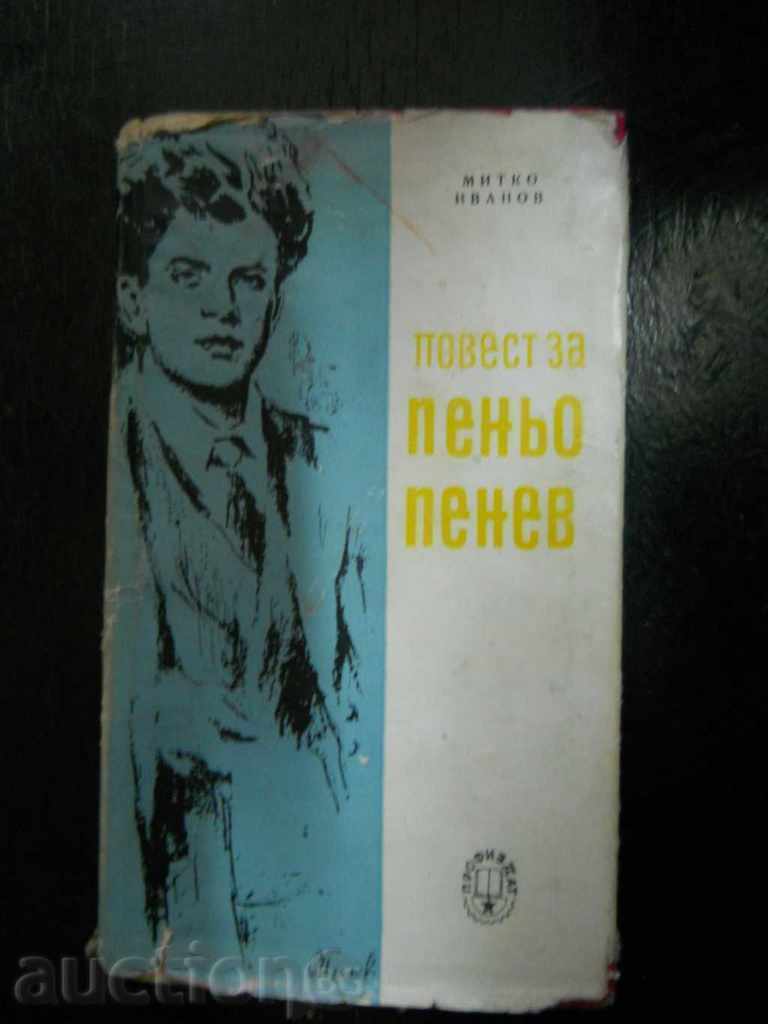 МИТКО
ИВАНОВ
ПОВЕСТ ЗА
ПЕНЬО
ПЕНЕВ
ПРОФИЗДАТ
auction.bg